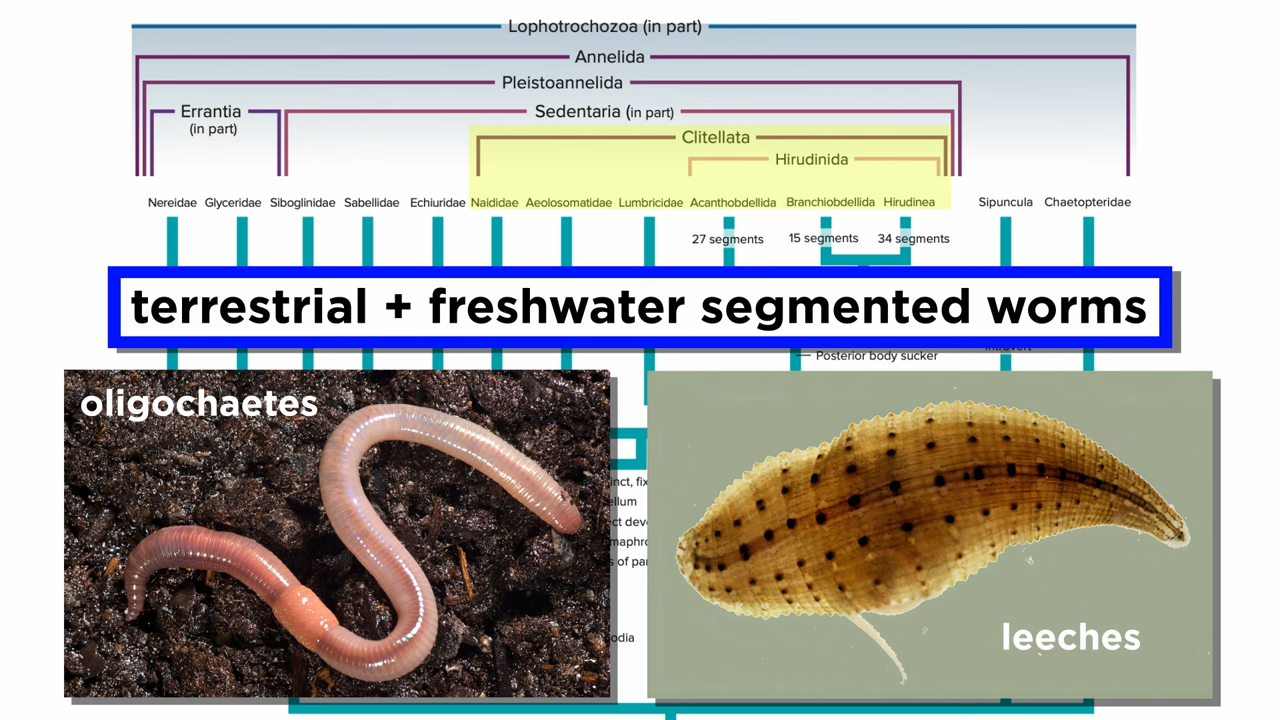 Lophotrochozoa (in part)
Annelida
Pleistoannelida
Errantia
(in part)
Sedentaria (in part)
Clitellata
Hirudinida
Nereidae Glyceridae Siboglinidae Sabellidae Echiuridae Naididae Aeolosomatidae Lumbricidae Acanthobdellida Branchiobdellida Hirudinea Sipuncula Chaetopteridae
27 segments 15 segments 34 segments
terrestrial + freshwater segmented worms
Posterior body sucker
oligochaetes
leeches